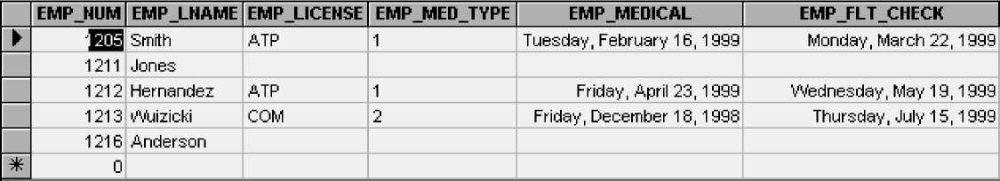 EMP_NUM EMP_LNAME EMP_LICENSE EMP_MED_TYPE EMP_MEDICAL EMP_FLT_CHECK
1205 Smith ATP 1 Tuesday, February 16, 1999 Monday, March 22, 1999
1211 Jones
1212 Hernandez ATP 1 Friday, April 23, 1999 Wednesday, May 19, 1999
1213 Wuizicki COM 2 Friday, December 18, 1998 Thursday, July 15, 1999
1216 Anderson
0